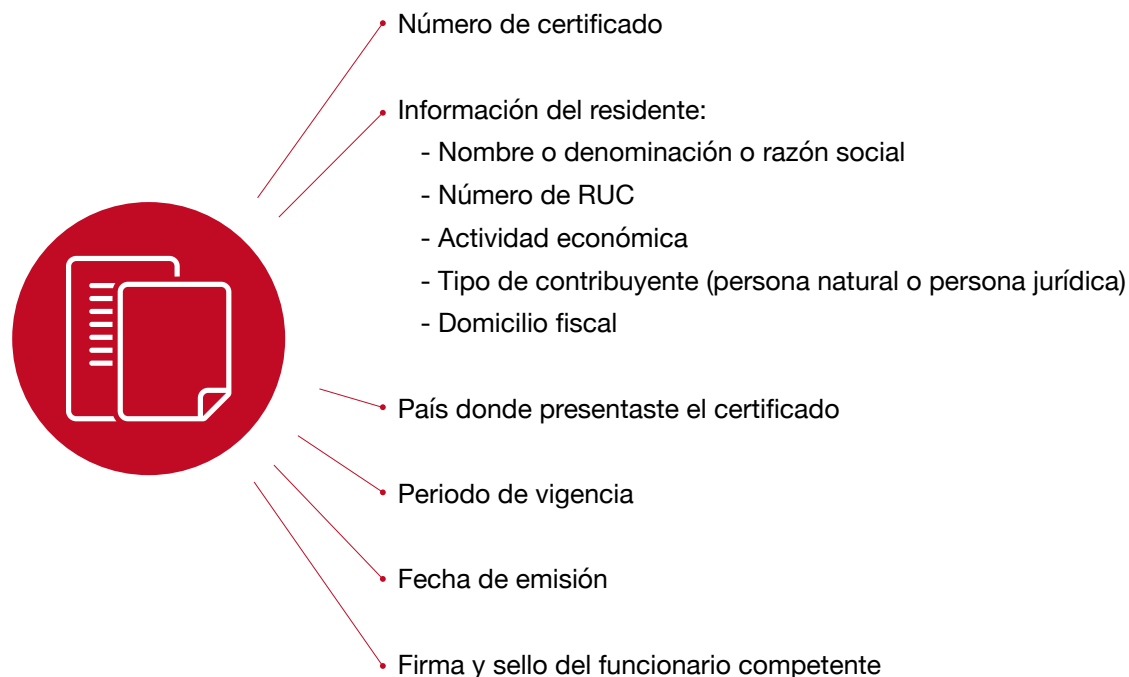 Número de certificado
Información del residente:
- Nombre o denominación o razón social
- Número de RUC
- Actividad económica
- Tipo de contribuyente (persona natural o persona jurídica)
- Domicilio fiscal
País donde presentaste el certificado
Periodo de vigencia
Fecha de emisión
Firma y sello del funcionario competente